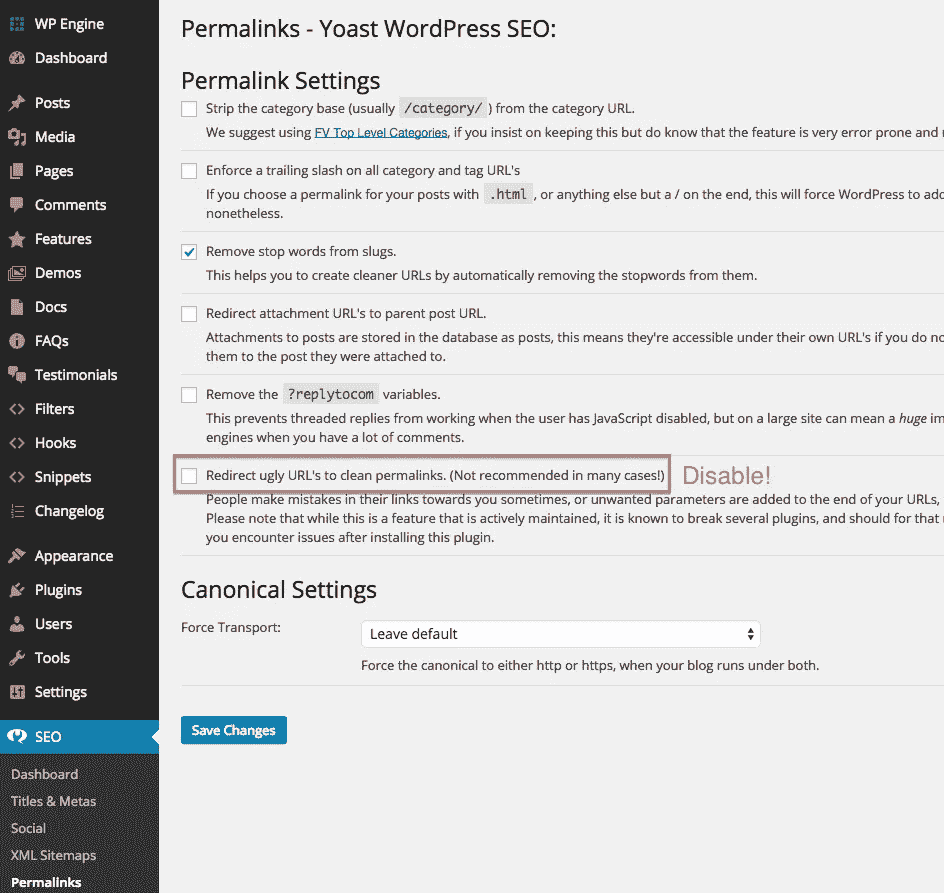 WP Engine
Dashboard
Posts
Media
Pages
Comments
Features
Demos
Docs
FAQs
Testimonials
Filters
Hooks
Snippets
Changelog
Appearance
Plugins
Users
Tools
Settings
SEO
Dashboard
Titles & Metas
Social
XML Sitemaps
Permalinks
Permalinks - Yoast WordPress SEO:
Permalink Settings
Strip the category base (usually /category/ ) from the category URL.
We suggest using FV Top Level Categories, if you insist on keeping this but do know that the feature is very error prone and
Enforce a trailing slash on all category and tag URL's
If you choose a permalink for your posts with .html , or anything else but a / on the end, this will force WordPress to add
nonetheless.
Remove stop words from slugs.
This helps you to create cleaner URLs by automatically removing the stopwords from them.
Redirect attachment URL's to parent post URL.
Attachments to posts are stored in the database as posts, this means they're accessible under their own URL's if you do no
them to the post they were attached to.
Remove the ?replytocom variables.
This prevents threaded replies from working when the user has JavaScript disabled, but on a large site can mean a huge im
engines when you have a lot of comments.
Redirect ugly URL's to clean permalinks. (Not recommended in many cases!) Disable!
People make mistakes in their links towards you sometimes, or unwanted parameters are added to the end of your URLs,
Please note that while this is a feature that is actively maintained, it is known to break several plugins, and should for that
you encounter issues after installing this plugin.
Canonical Settings
Force Transport: Leave default
Force the canonical to either http or https, when your blog runs under both.
Save Changes